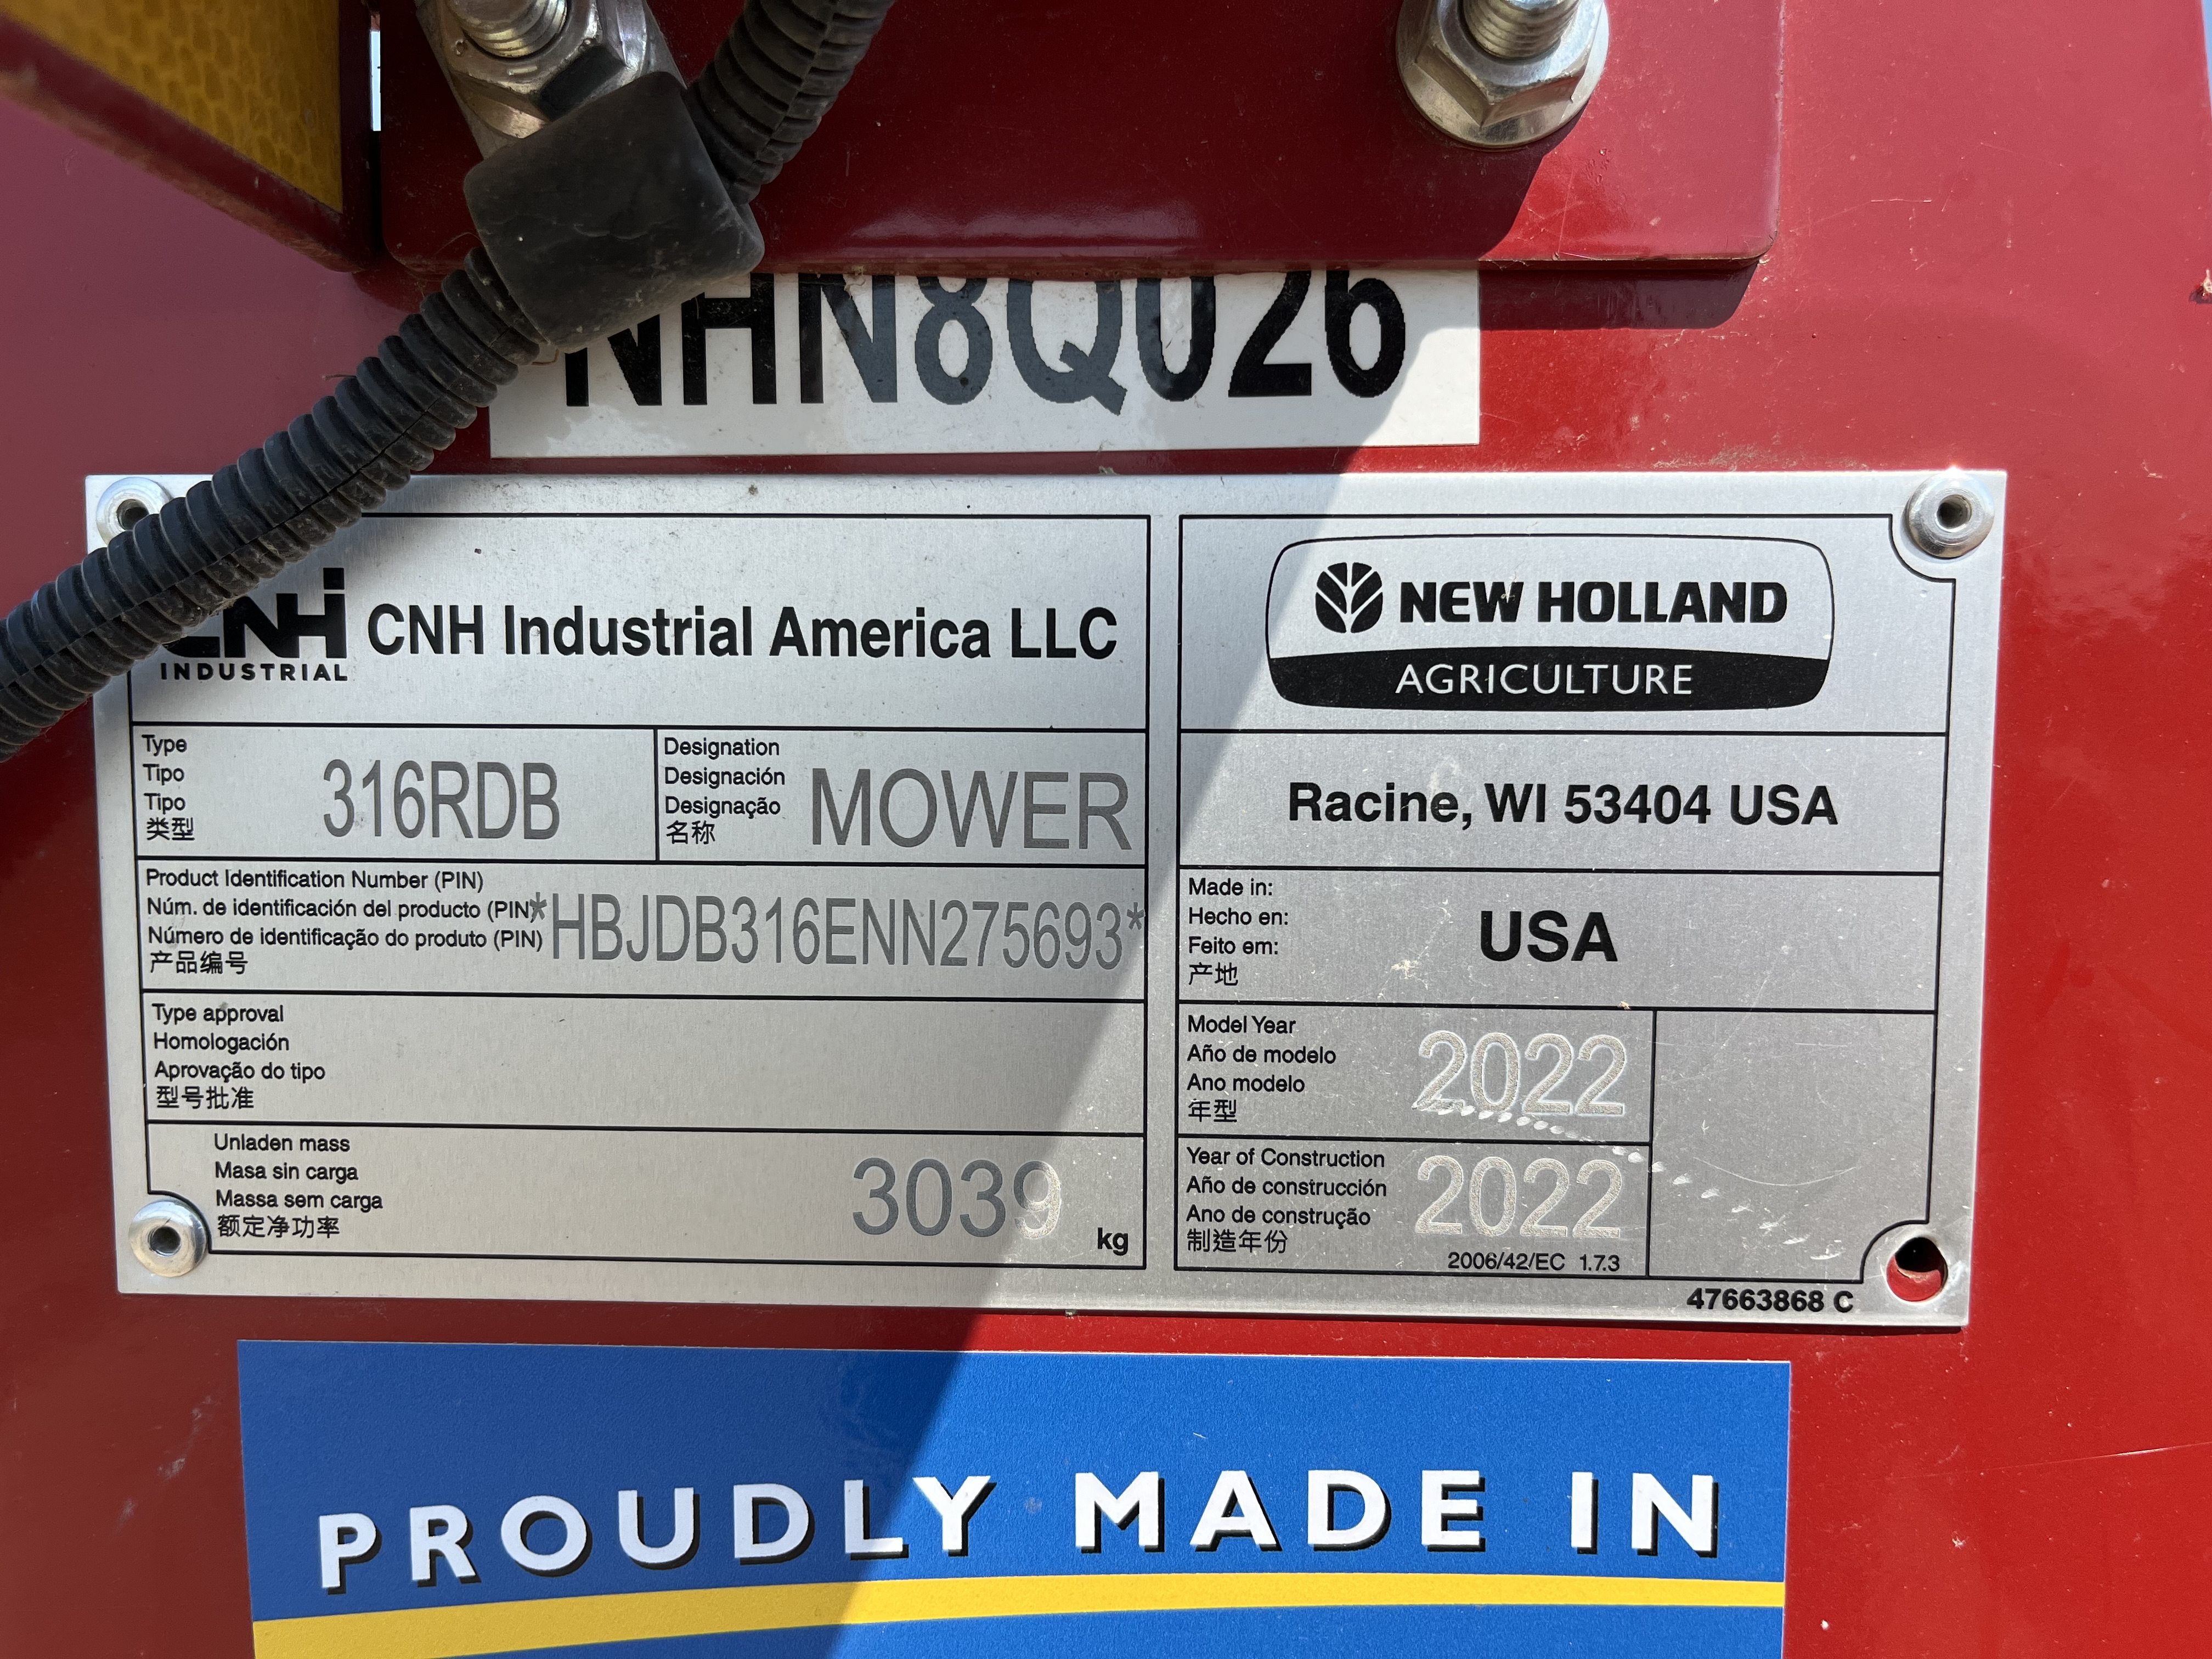 NHN8Q026
CNH
INDUSTRIAL
CNH Industrial America LLC
Type
Tipo
Tipo
类型
316RDB
Designation
Designación
Designação
名称
MOWER
Product Identification Number (PIN)
Núm. de identificación del producto (PIN)
Número de identificação do produto (PIN)
产品编号
*HBJDB316ENN275693*
Type approval
Homologación
Aprovação do tipo
型号批准
Unladen mass
Masa sin carga
Massa sem carga
额定净功率
3039
kg
NEW HOLLAND
AGRICULTURE
Racine, WI 53404 USA
Made in:
Hecho en:
Feito em:
产地
USA
Model Year
Año de modelo
Ano modelo
年型
2022
Year of Construction
Año de construcción
Ano de construção
制造年份
2022
2006/42/EC 1.7.3
47663868 C
PROUDLY MADE IN